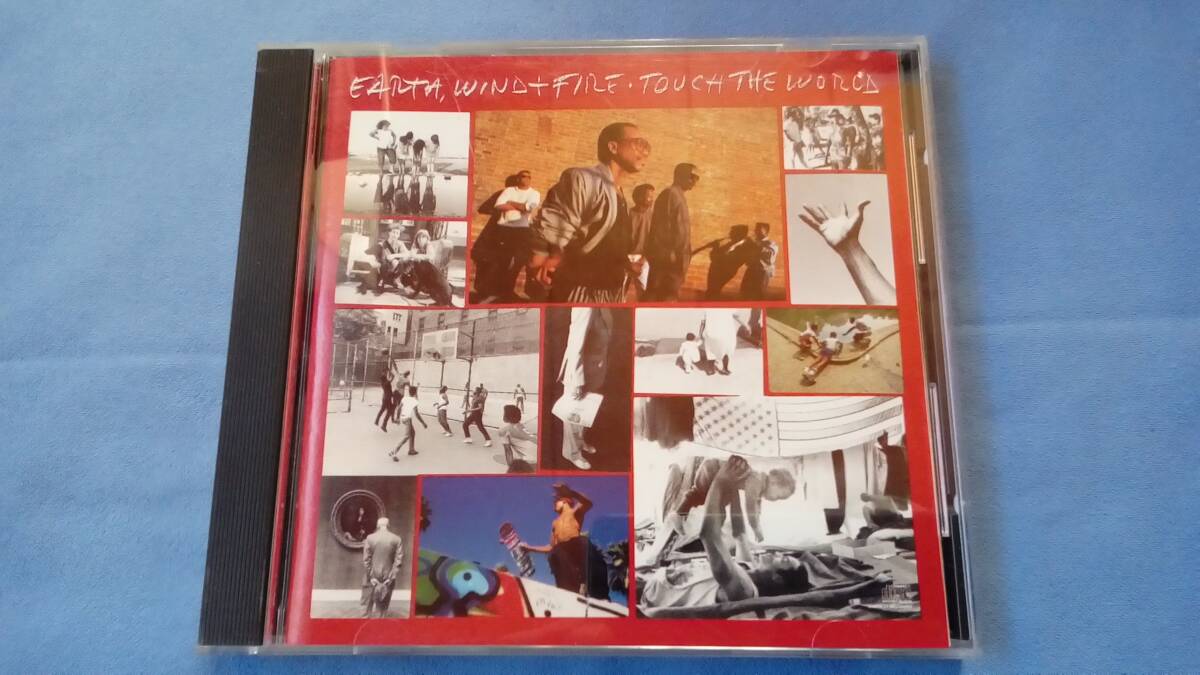 EARTH, WIND + FIRE · TOUCH THE WORLD